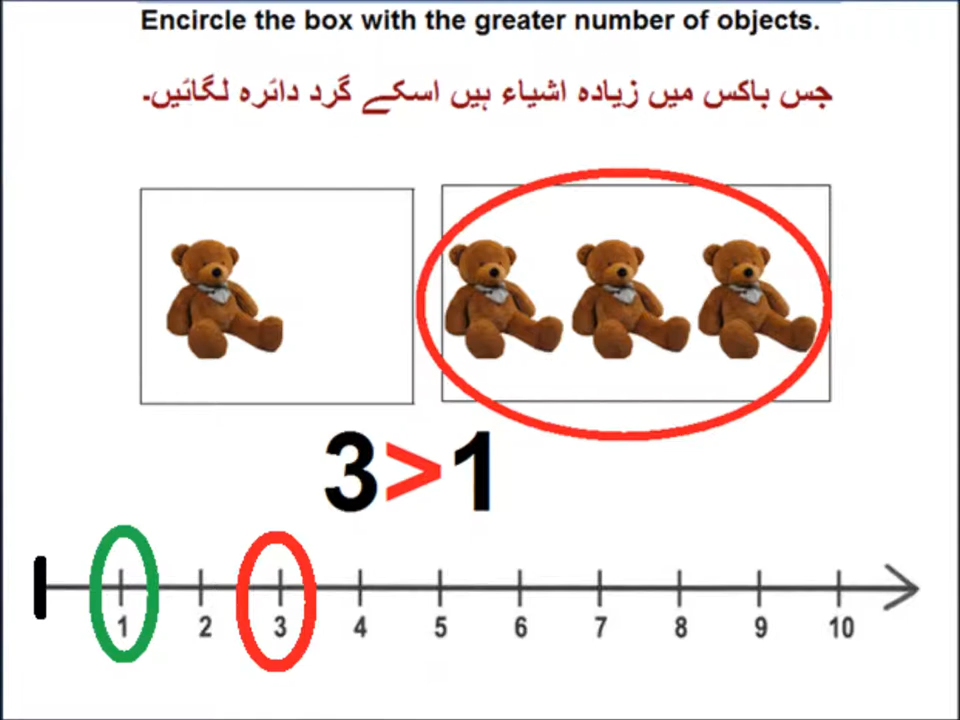 Encircle the box with the greater number of objects.
جس باکس میں زیادہ اشیاء ہیں اسکے گرد دائرہ لگائیں۔
3>1
1 2 3 4 5 6 7 8 9 10